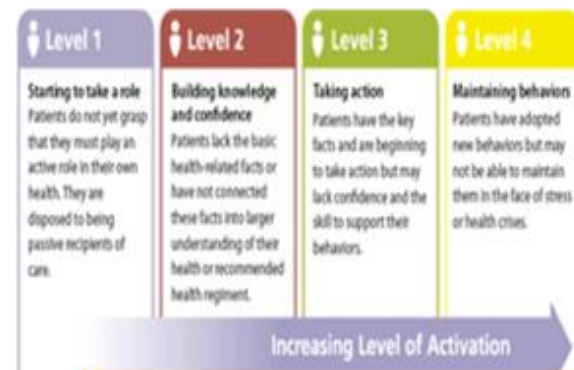 Level 1
Starting to take a role
Patients do not yet grasp
that they must play an
active role in their own
health. They are
disposed to being
passive recipients of
care.
Level 2
Building knowledge
and confidence
Patients lack the basic
health-related facts or
have not connected
these facts into larger
understanding of their
health or recommended
health regiment.
Level 3
Taking action
Patients have the key
facts and are beginning
to take action but may
lack confidence and the
skill to support their
behaviors.
Level 4
Maintaining behaviors
Patients have adopted
new behaviors but may
not be able to maintain
them in the face of stress
or health crises.
Increasing Level of Activation